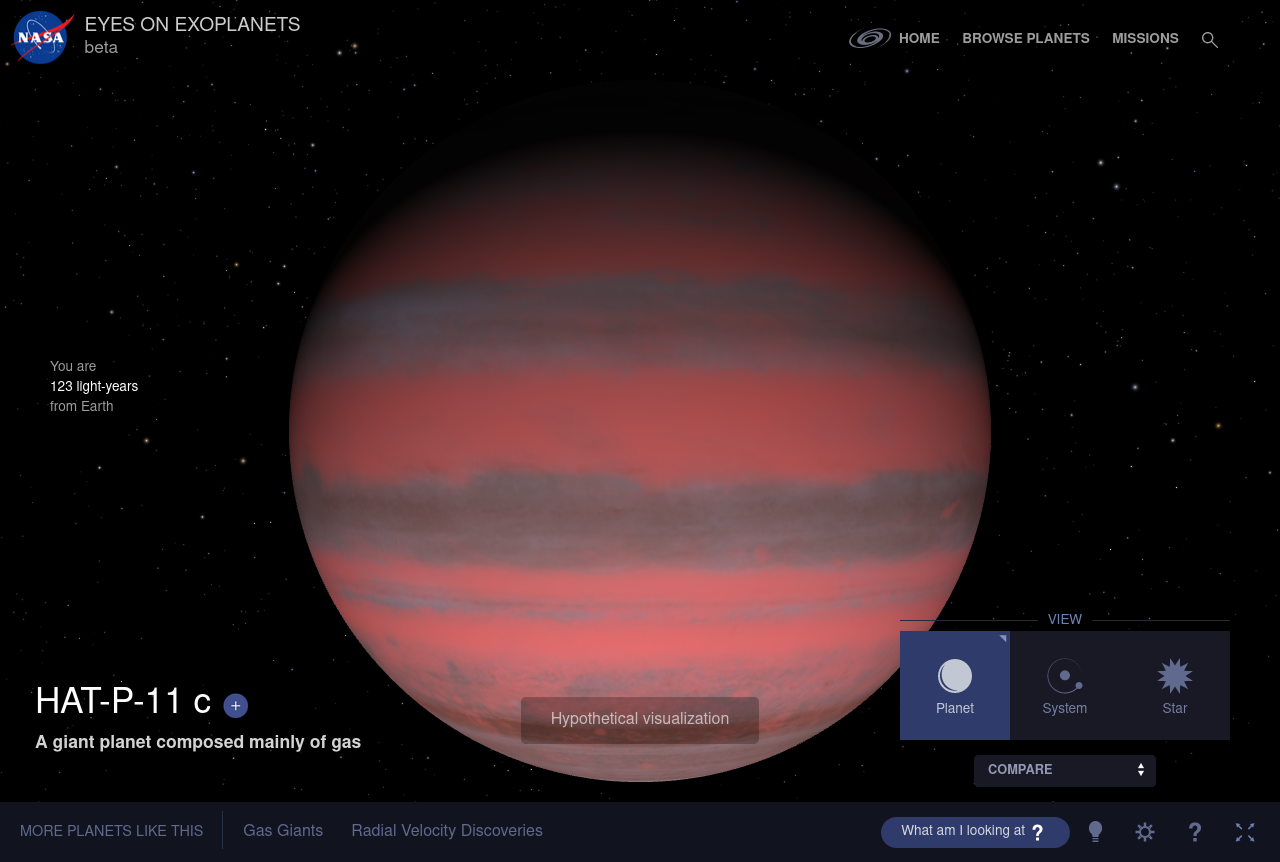 NASA
EYES ON EXOPLANETS
beta
HOME
BROWSE PLANETS
MISSIONS
You are
123 light-years
from Earth
HAT-P-11 c +
A giant planet composed mainly of gas
Hypothetical visualization
VIEW
Planet
System
Star
COMPARE
MORE PLANETS LIKE THIS
Gas Giants
Radial Velocity Discoveries
What am I looking at ?
?